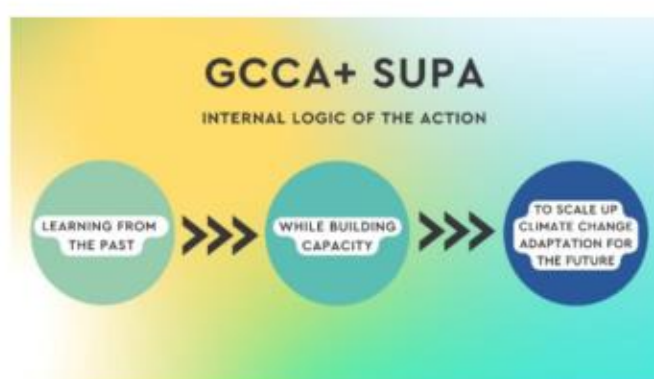 GCCA+ SUPA
INTERNAL LOGIC OF THE ACTION
LEARNING FROM
THE PAST
WHILE BUILDING
CAPACITY
TO SCALE UP
CLIMATE CHANGE
ADAPTATION FOR
THE FUTURE